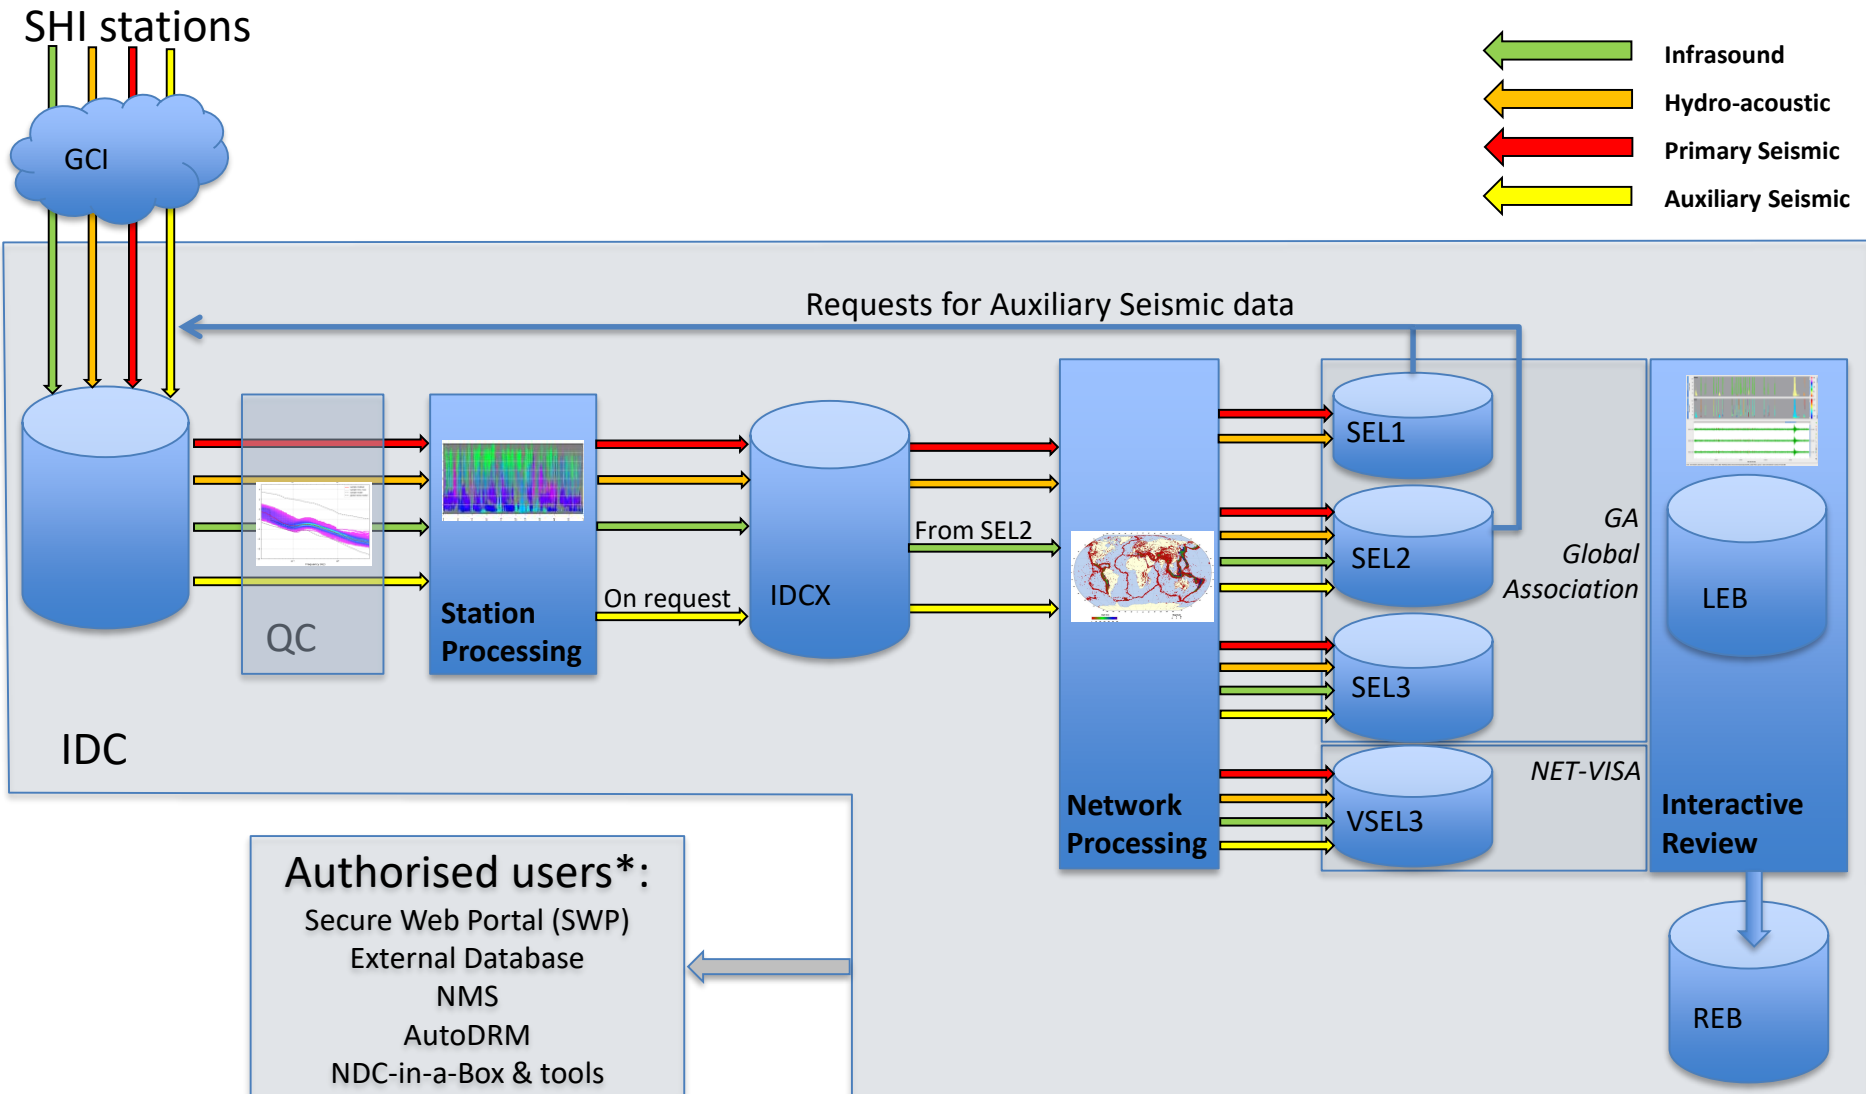 SHI stations
GCI
Infrasound
Hydro-acoustic
Primary Seismic
Auxiliary Seismic
Requests for Auxiliary Seismic data
QC
Station
Processing
On request
IDCX
From SEL2
Network
Processing
SEL1
SEL2
SEL3
GA
Global
Association
VSEL3
NET-VISA
LEB
Interactive
Review
REB
IDC
Authorised users*:
Secure Web Portal (SWP)
External Database
NMS
AutoDRM
NDC-in-a-Box & tools